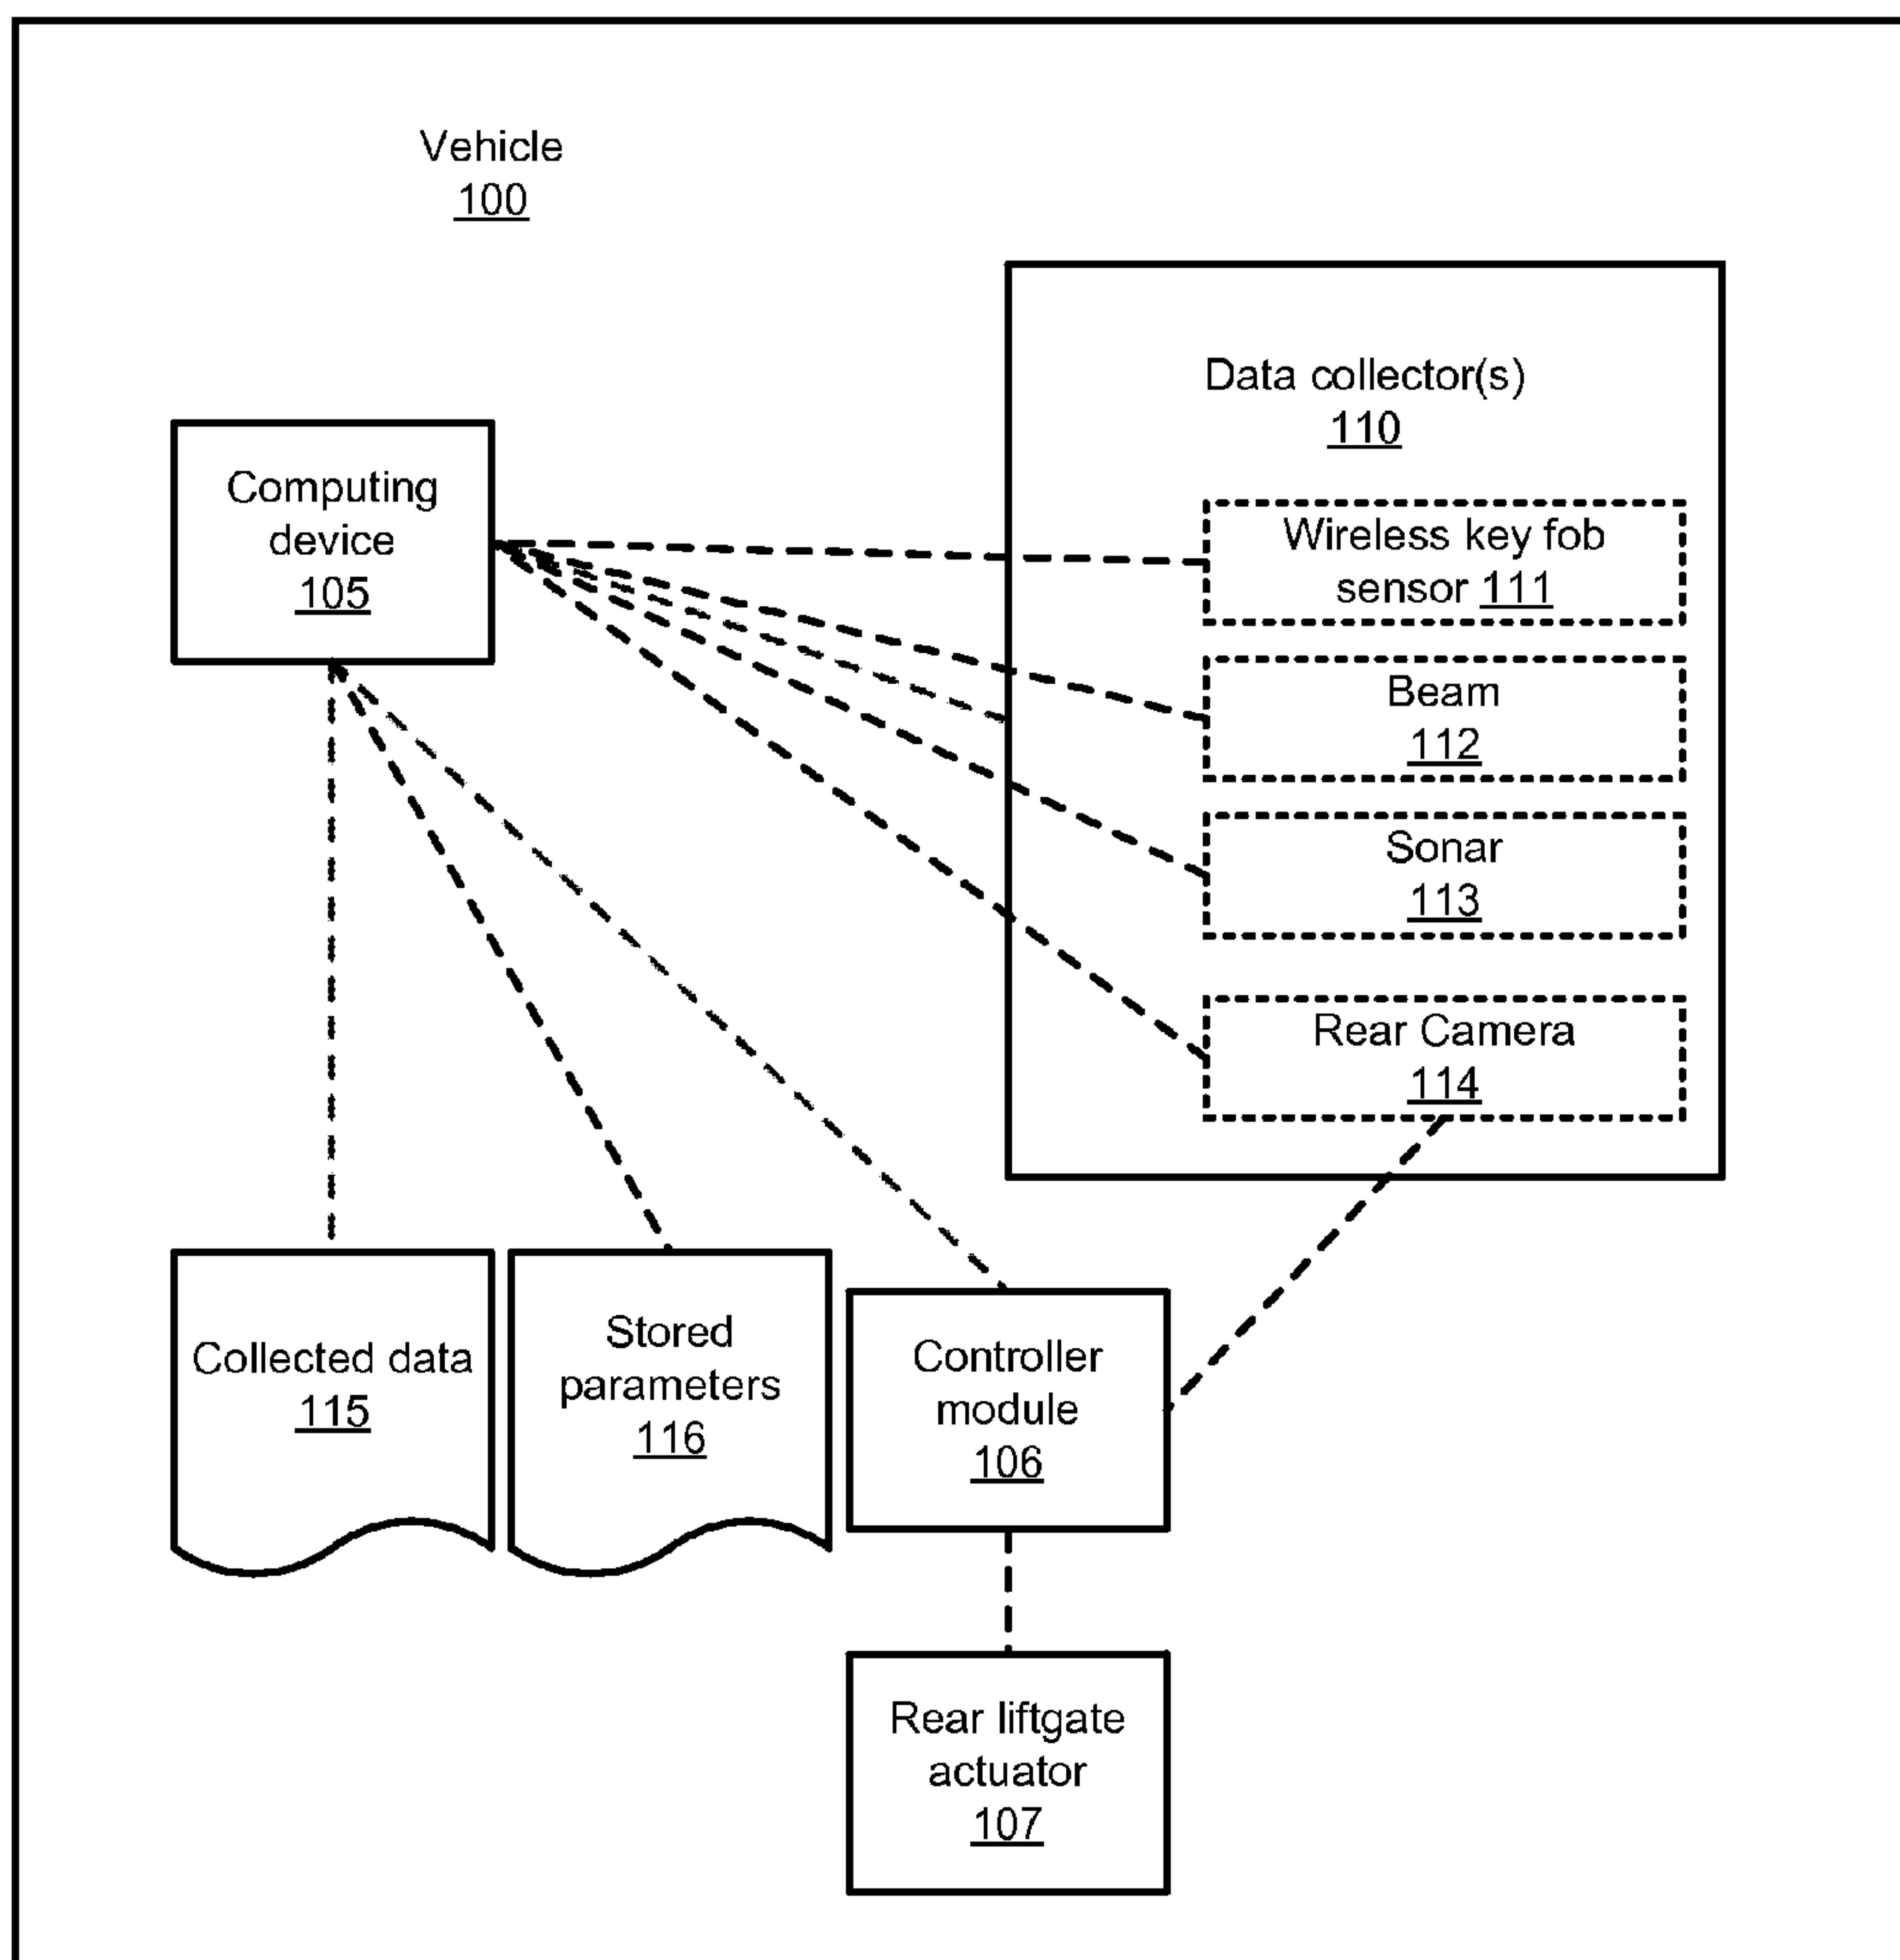 Vehicle
100
Data collector(s)
110
Computing
device
105
Wireless key fob
sensor 111
Beam
112
Sonar
113
Rear Camera
114
Collected data
115
Stored
parameters
116
Controller
module
106
Rear liftgate
actuator
107